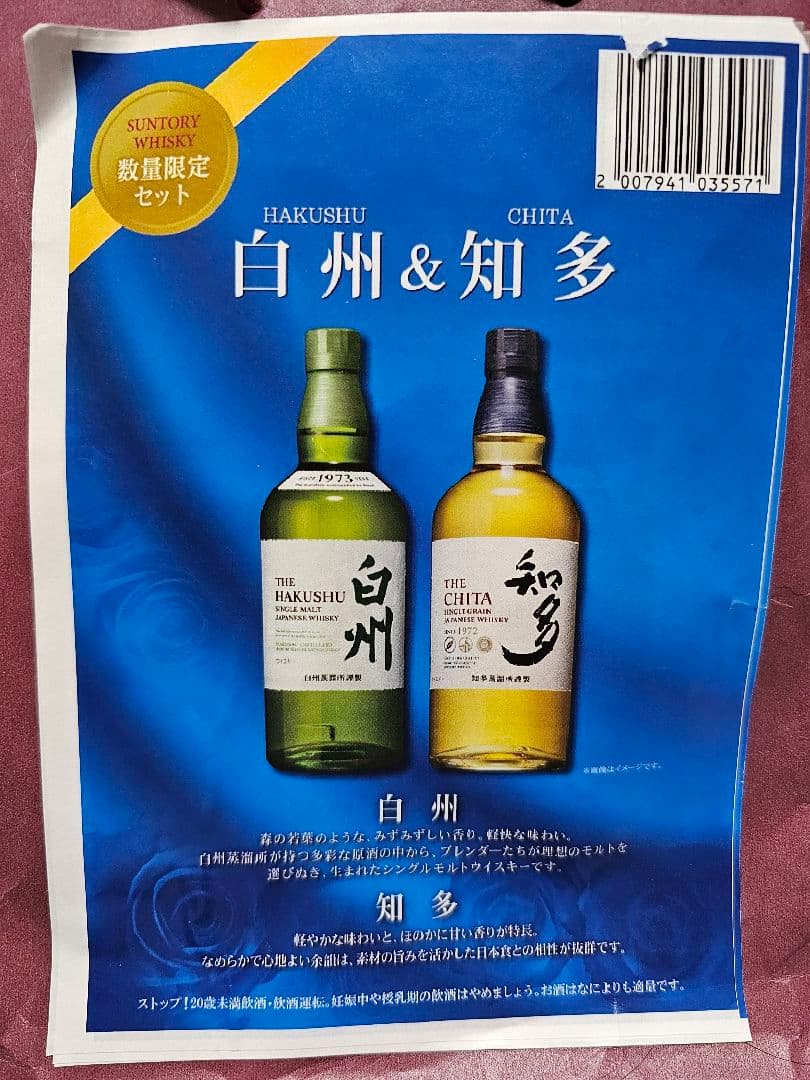 SUNTORY
WHISKY
数量限定
セット
2 007941 035571
HAKUSHU CHITA
白州&知多
SINCE 1973 YEAR
THE
HAKUSHU
SINGLE MALT
JAPANESE WHISKY
白州
白州蒸溜所謹製
THE
CHITA
SINGLE GRAIN
JAPANESE WHISKY
SINCE 1972
知多
知多蒸溜所謹製
※画像はイメージです。
白州
森の若葉のような、みずみずしい香り。軽快な味わい。
白州蒸溜所が持つ多彩な原酒の中から、ブレンダーたちが理想のモルトを
選びぬき、生まれたシングルモルトウイスキーです。
知多
軽やかな味わいと、ほのかに甘い香りが特長。
なめらかで心地よい余韻は、素材の旨みを活かした日本食との相性が抜群です。
ストップ!20歳未満飲酒・飲酒運転。妊娠中や授乳期の飲酒はやめましょう。お酒はなによりも適量です。